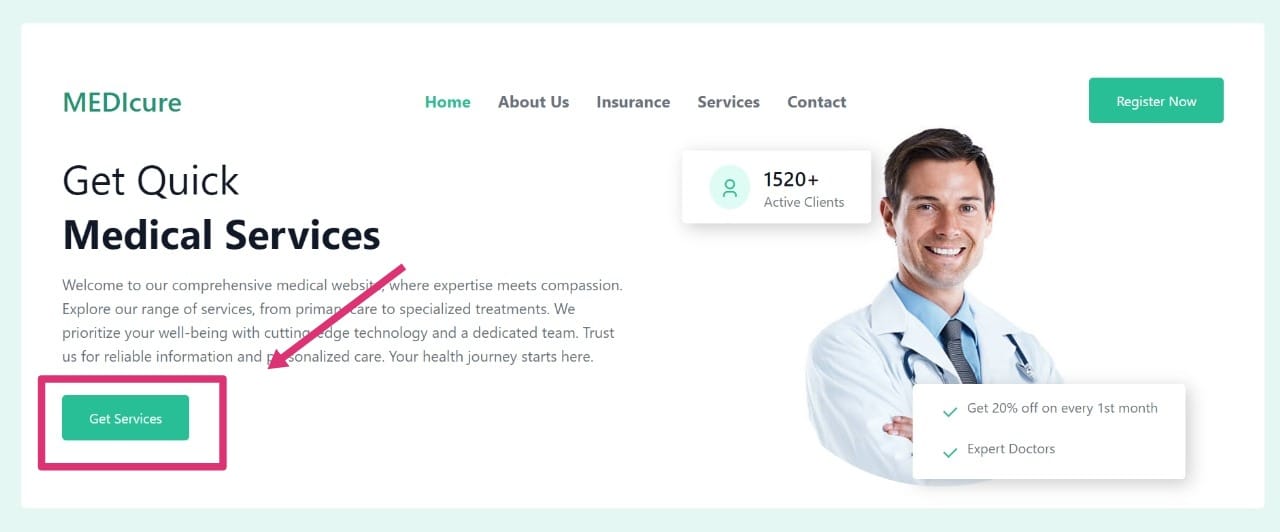 MEDIcure
Home About Us Insurance Services Contact
Register Now
Get Quick
Medical Services
Welcome to our comprehensive medical website, where expertise meets compassion.
Explore our range of services, from primary care to specialized treatments. We
prioritize your well-being with cutting-edge technology and a dedicated team. Trust
us for reliable information and personalized care. Your health journey starts here.
Get Services
1520+
Active Clients
Get 20% off on every 1st month
Expert Doctors